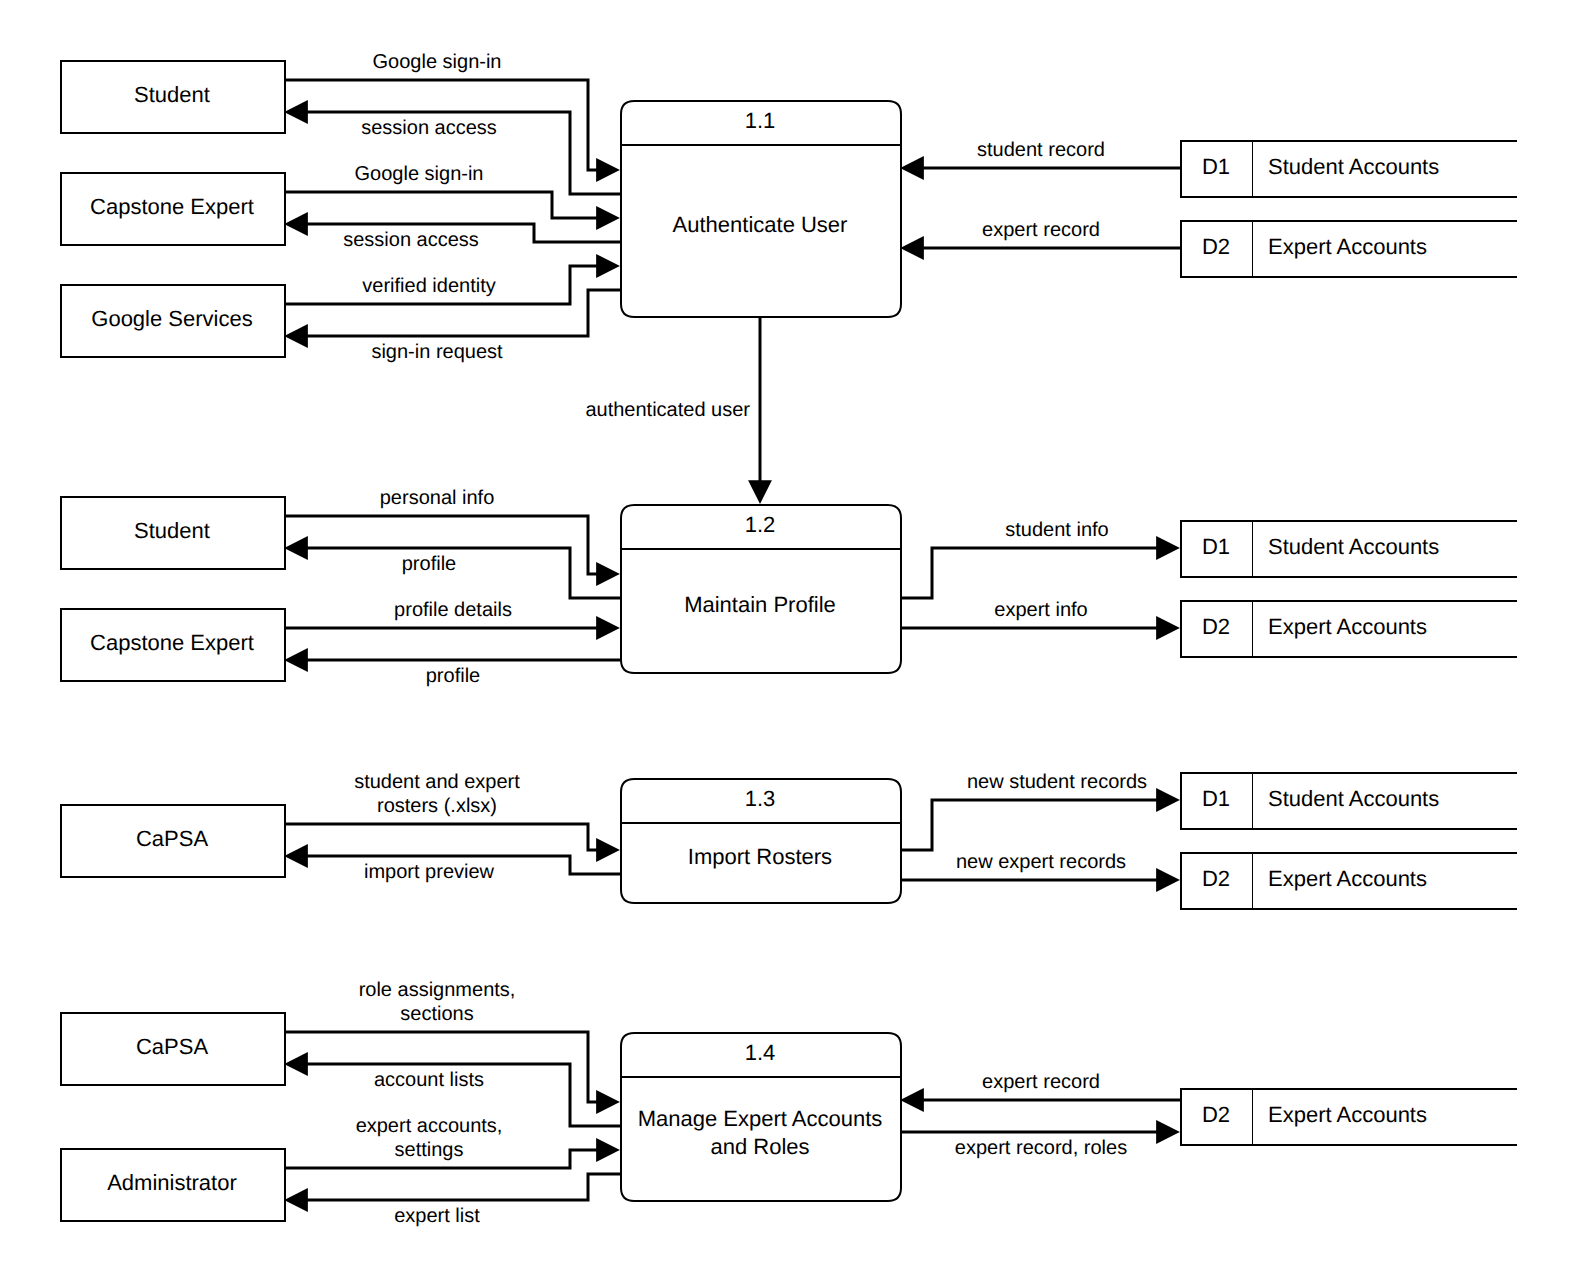 Google sign-in
Student
session access
1.1
Google sign-in
student record
D1 Student Accounts
Capstone Expert
Authenticate User
session access
expert record
D2 Expert Accounts
verified identity
Google Services
sign-in request
authenticated user
personal info
Student
profile
1.2
student info
D1 Student Accounts
profile details
Maintain Profile
expert info
D2 Expert Accounts
Capstone Expert
profile
student and expert
rosters (.xlsx)
CaPSA
import preview
1.3
Import Rosters
new student records
D1 Student Accounts
new expert records
D2 Expert Accounts
role assignments,
sections
CaPSA
account lists
1.4
Manage Expert Accounts
and Roles
expert record
D2 Expert Accounts
expert record, roles
expert accounts,
settings
Administrator
expert list